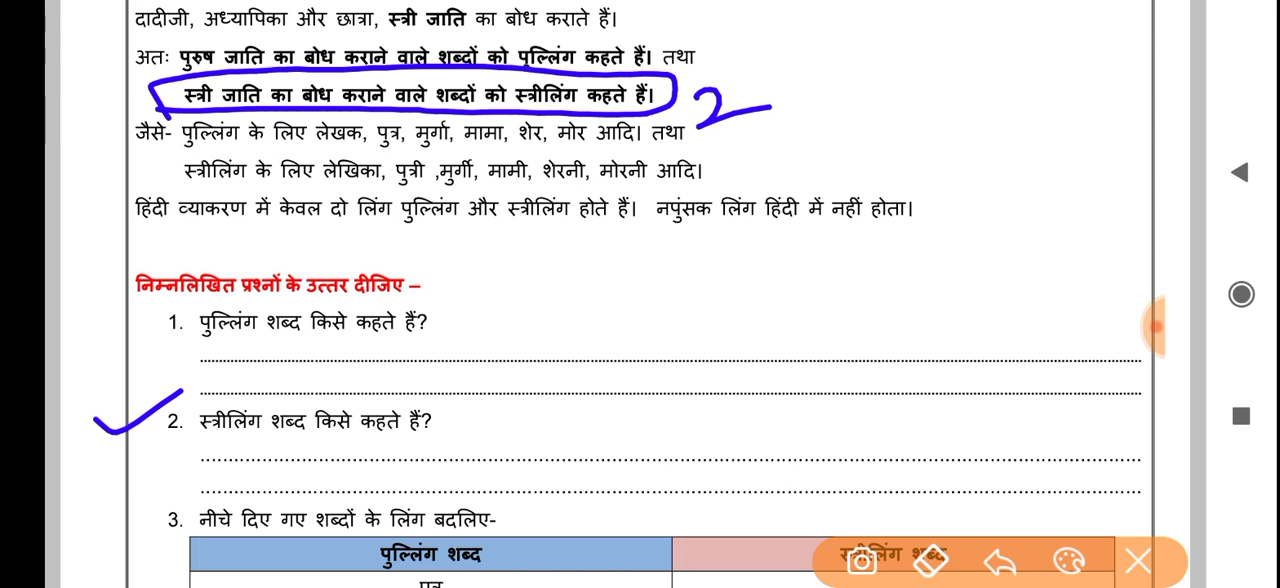 दादीजी, अध्यापिका और छात्रा, स्त्री जाति का बोध कराते हैं।
अतः पुरुष जाति का बोध कराने वाले शब्दों को पुल्लिंग कहते हैं। तथा
स्त्री जाति का बोध कराने वाले शब्दों को स्त्रीलिंग कहते हैं।
2
जैसे- पुल्लिंग के लिए लेखक, पुत्र, मुर्गा, मामा, शेर, मोर आदि। तथा
स्त्रीलिंग के लिए लेखिका, पुत्री ,मुर्गी, मामी, शेरनी, मोरनी आदि।
हिंदी व्याकरण में केवल दो लिंग पुल्लिंग और स्त्रीलिंग होते हैं। नपुंसक लिंग हिंदी में नहीं होता।
निम्नलिखित प्रश्नों के उत्तर दीजिए –
1. पुल्लिंग शब्द किसे कहते हैं?
2. स्त्रीलिंग शब्द किसे कहते हैं?
3. नीचे दिए गए शब्दों के लिंग बदलिए-
पुल्लिंग शब्द स्त्रीलिंग शब्द